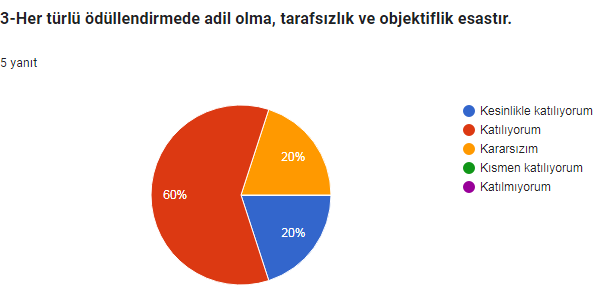 3-Her türlü ödüllendirmede adil olma, tarafsızlık ve objektiflik esastır.
5 yanıt
Kesinlikle katılıyorum
Katılıyorum
Kararsızım
Kısmen katılıyorum
Katılmıyorum
20%
60%
20%